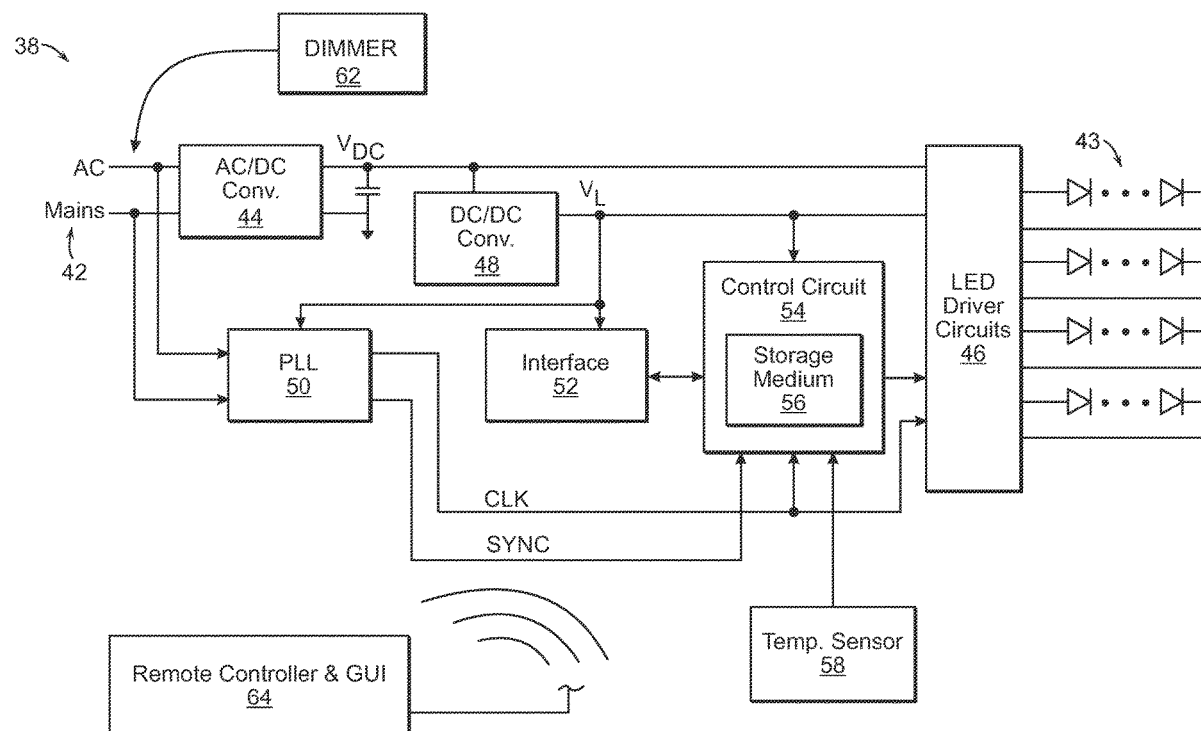 38
DIMMER
62
AC
Mains
42
AC/DC
Conv.
44
VDC
DC/DC
Conv.
48
VL
43
LED
Driver
Circuits
46
Control Circuit
54
Storage
Medium
56
PLL
50
Interface
52
CLK
SYNC
Temp. Sensor
58
Remote Controller & GUI
64